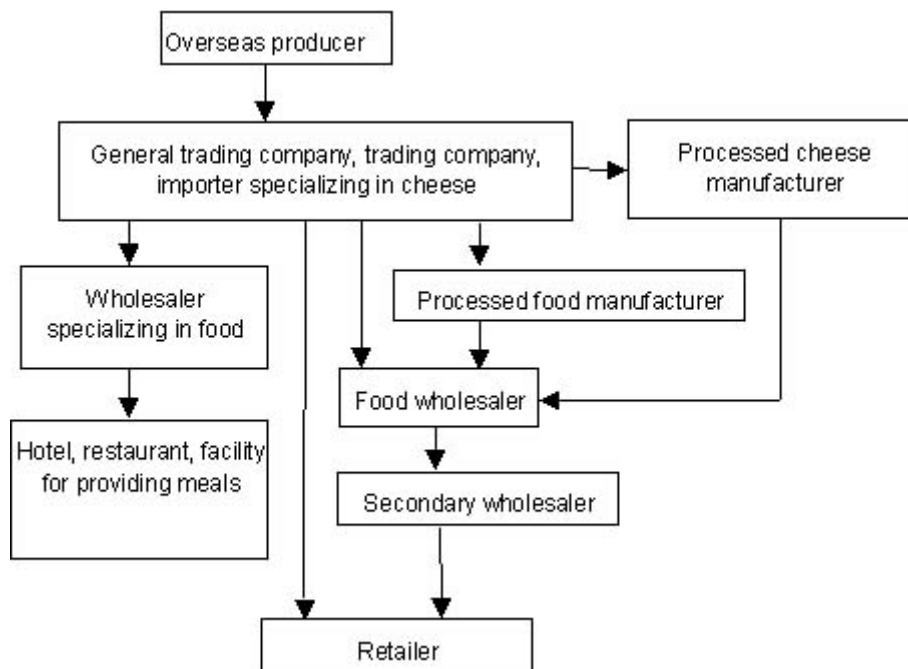 Overseas producer
General trading company, trading company,
importer specializing in cheese
Processed cheese
manufacturer
Wholesaler
specializing in food
Processed food manufacturer
Food wholesaler
Hotel, restaurant, facility
for providing meals
Secondary wholesaler
Retailer